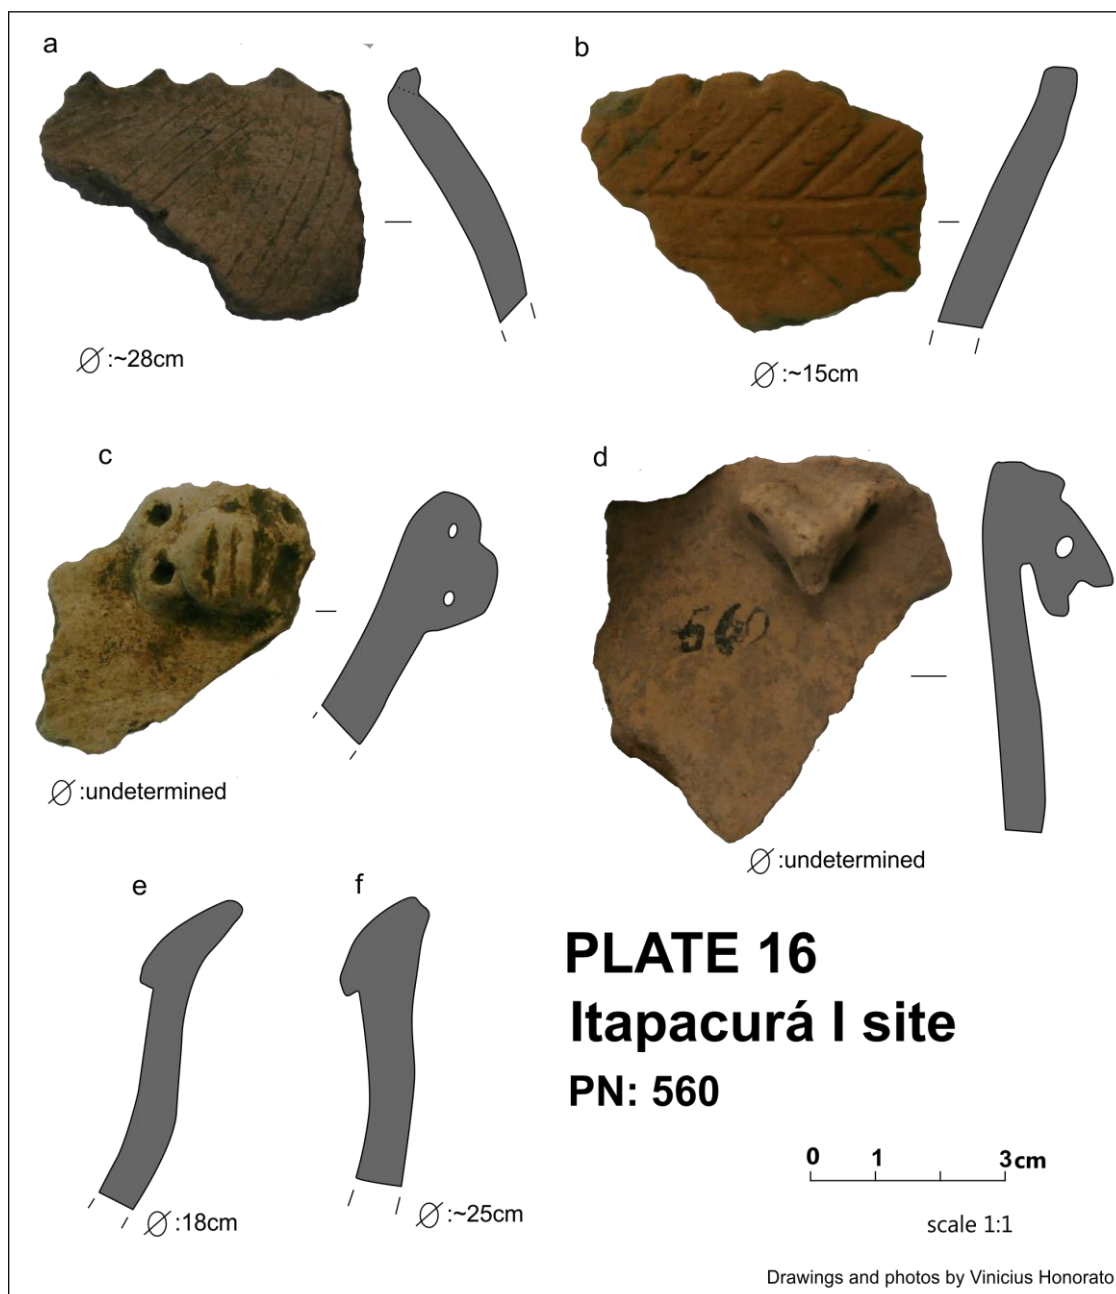 a
b
∅:~28cm
∅:~15cm
c
d
560
∅:undetermined
∅:undetermined
e
f
PLATE 16
Itapacurá I site
PN: 560
0 1 3cm
∅:18cm
∅:~25cm
scale 1:1
Drawings and photos by Vinicius Honorato